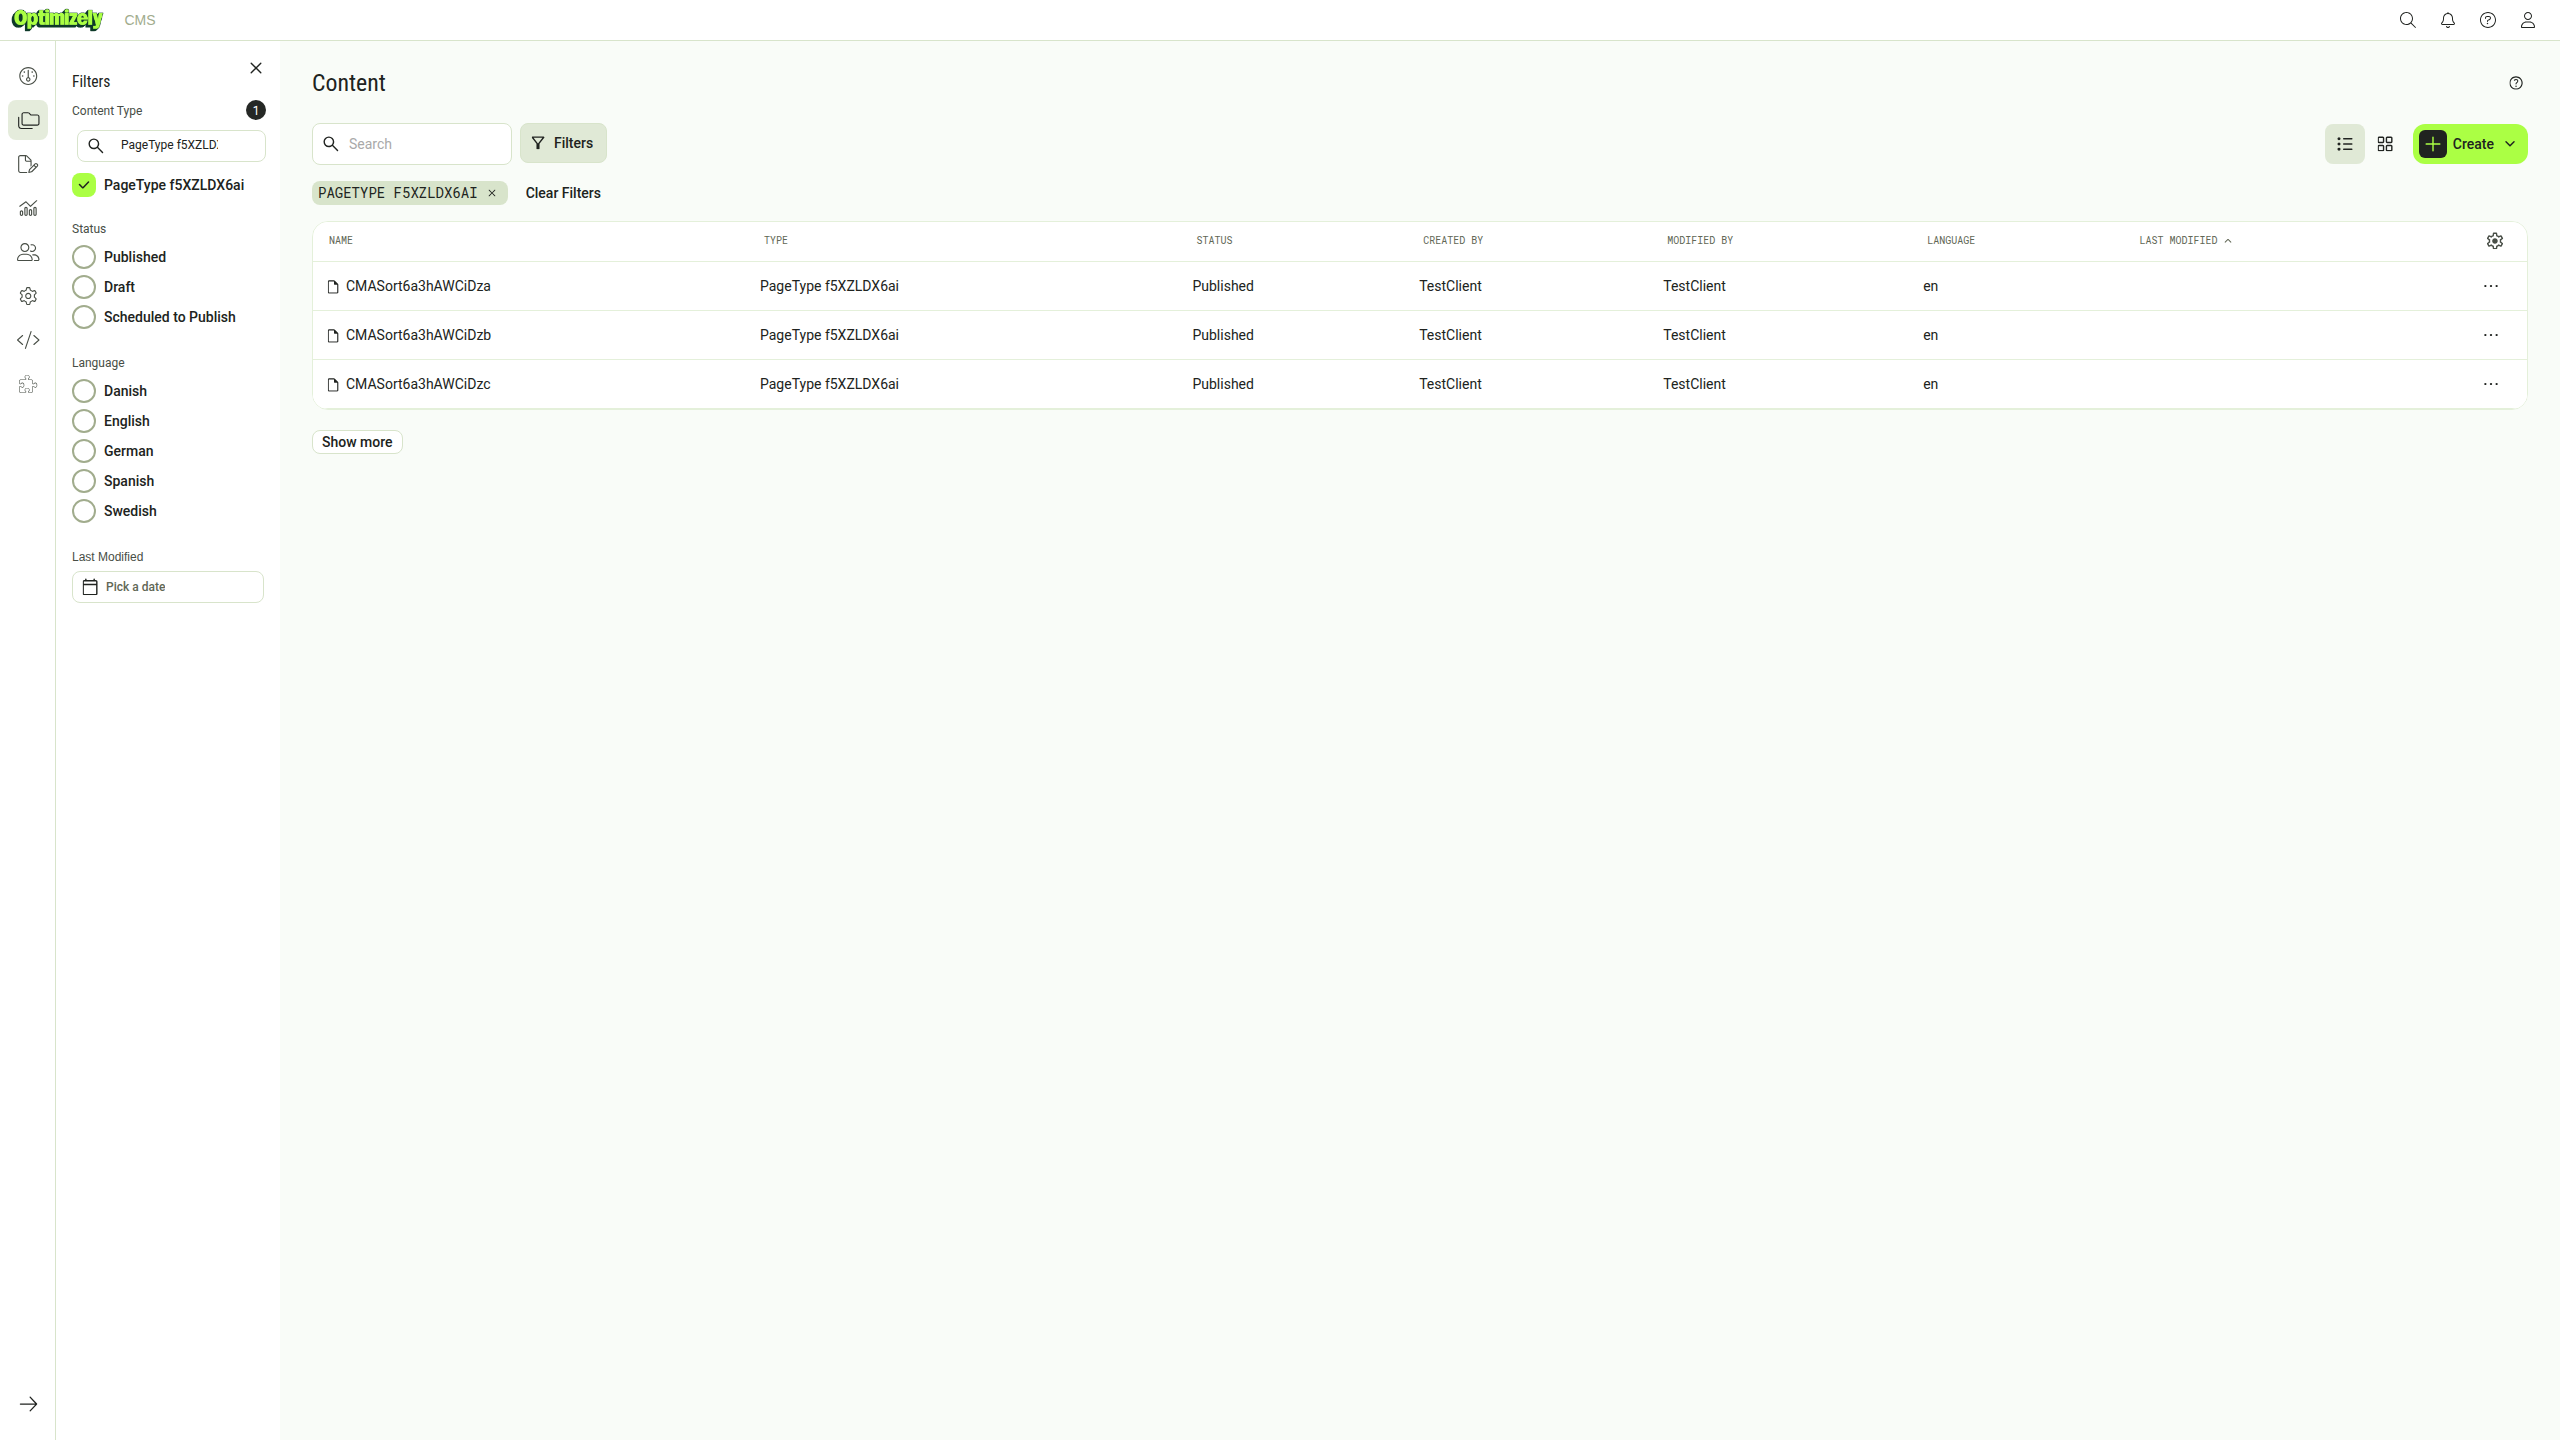 Optimizely CMS
Filters
Content Type 1
PageType f5XZLD
PageType f5XZLDX6ai
Status
Published
Draft
Scheduled to Publish
Language
Danish
English
German
Spanish
Swedish
Last Modified
Pick a date
Content
Search Filters Create
PAGETYPE F5XZLDX6AI × Clear Filters
NAME TYPE STATUS CREATED BY MODIFIED BY LANGUAGE LAST MODIFIED
CMASort6a3hAWCiDza PageType f5XZLDX6ai Published TestClient TestClient en
CMASort6a3hAWCiDzb PageType f5XZLDX6ai Published TestClient TestClient en
CMASort6a3hAWCiDzc PageType f5XZLDX6ai Published TestClient TestClient en
Show more